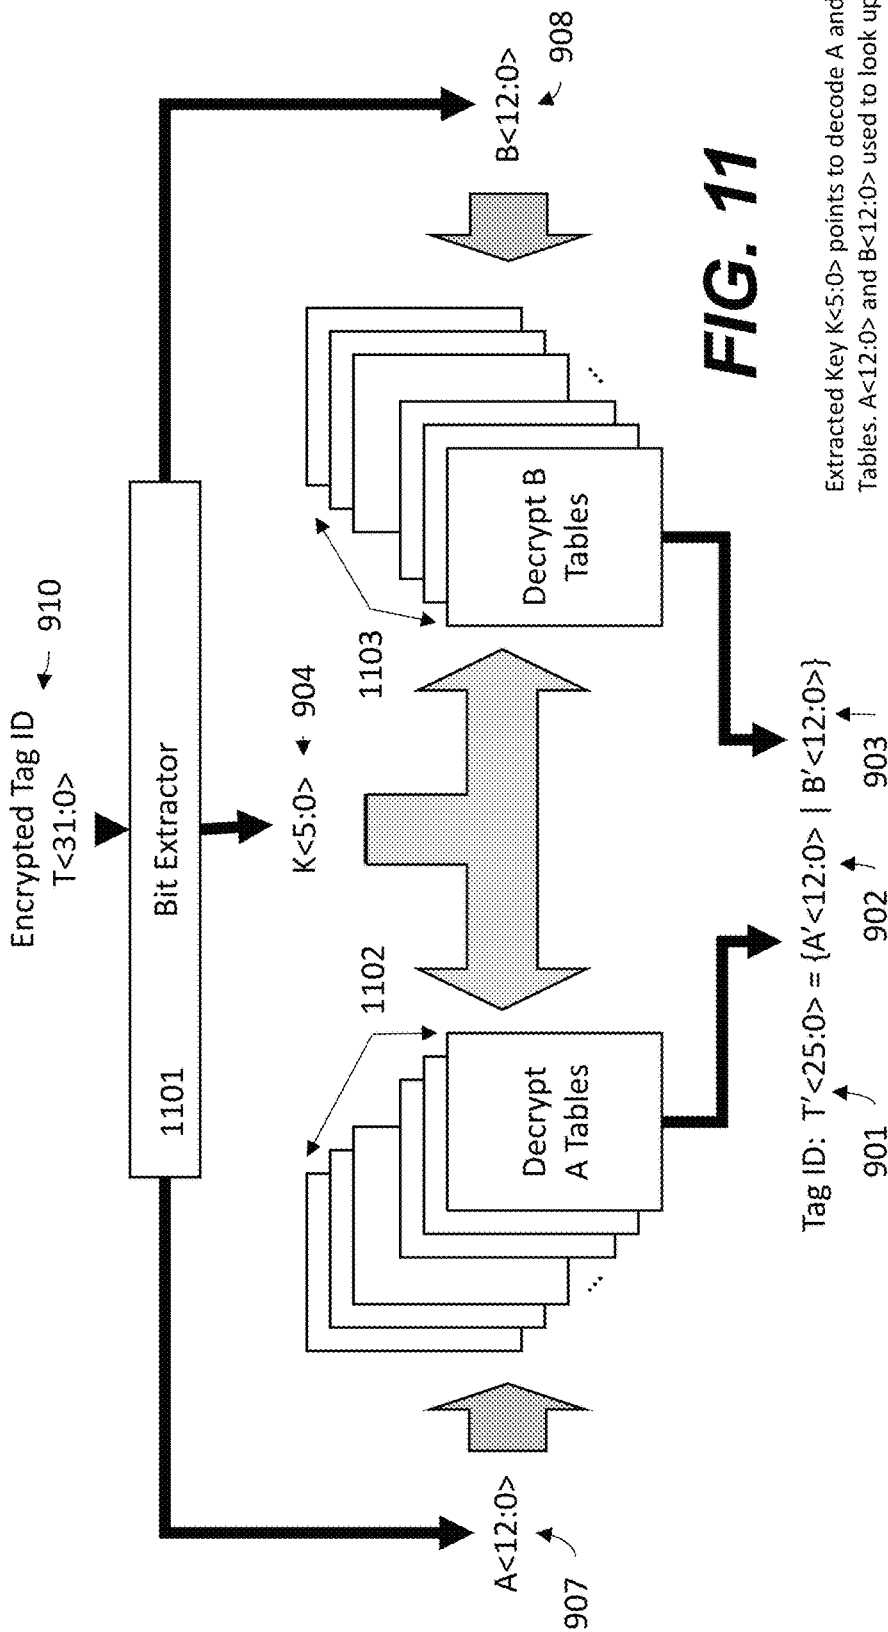 Encrypted Tag ID
910
T<31:0>
1101
Bit Extractor
K<5:0>
904
A<12:0>
907
B<12:0>
908
1102
1103
Decrypt
A Tables
Decrypt B
Tables
...
...
Tag ID: T'<25:0> = {A'<12:0> | B'<12:0>}
901
902
903
FIG. 11
Extracted Key K<5:0> points to decode A and
Tables. A<12:0> and B<12:0> used to look up